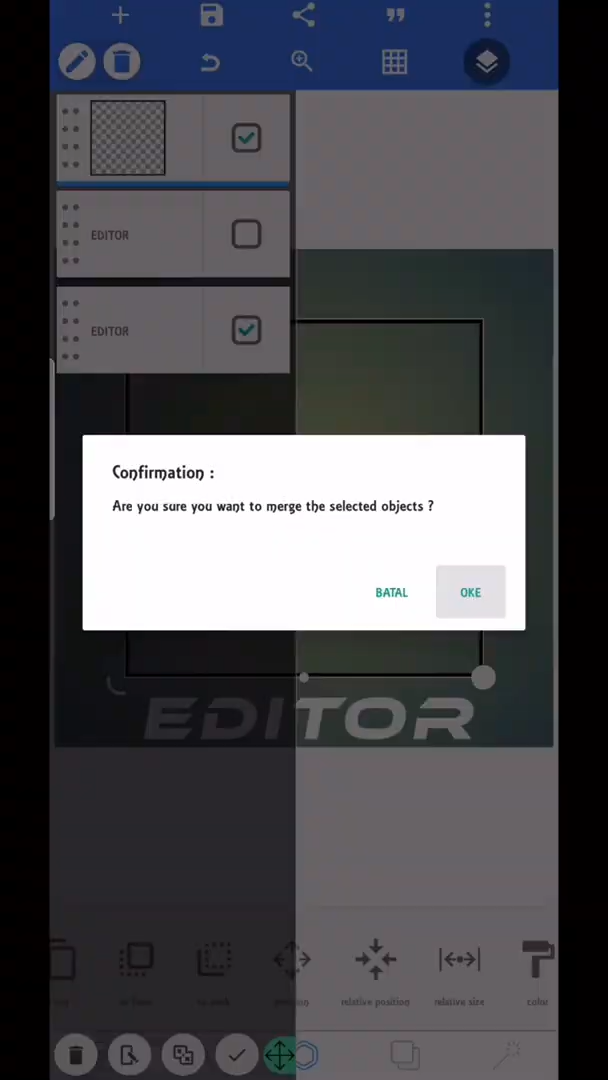 EDITOR
EDITOR
Confirmation :
Are you sure you want to merge the selected objects ?
BATAL
OKE
EDITOR
relative position
relative size
color